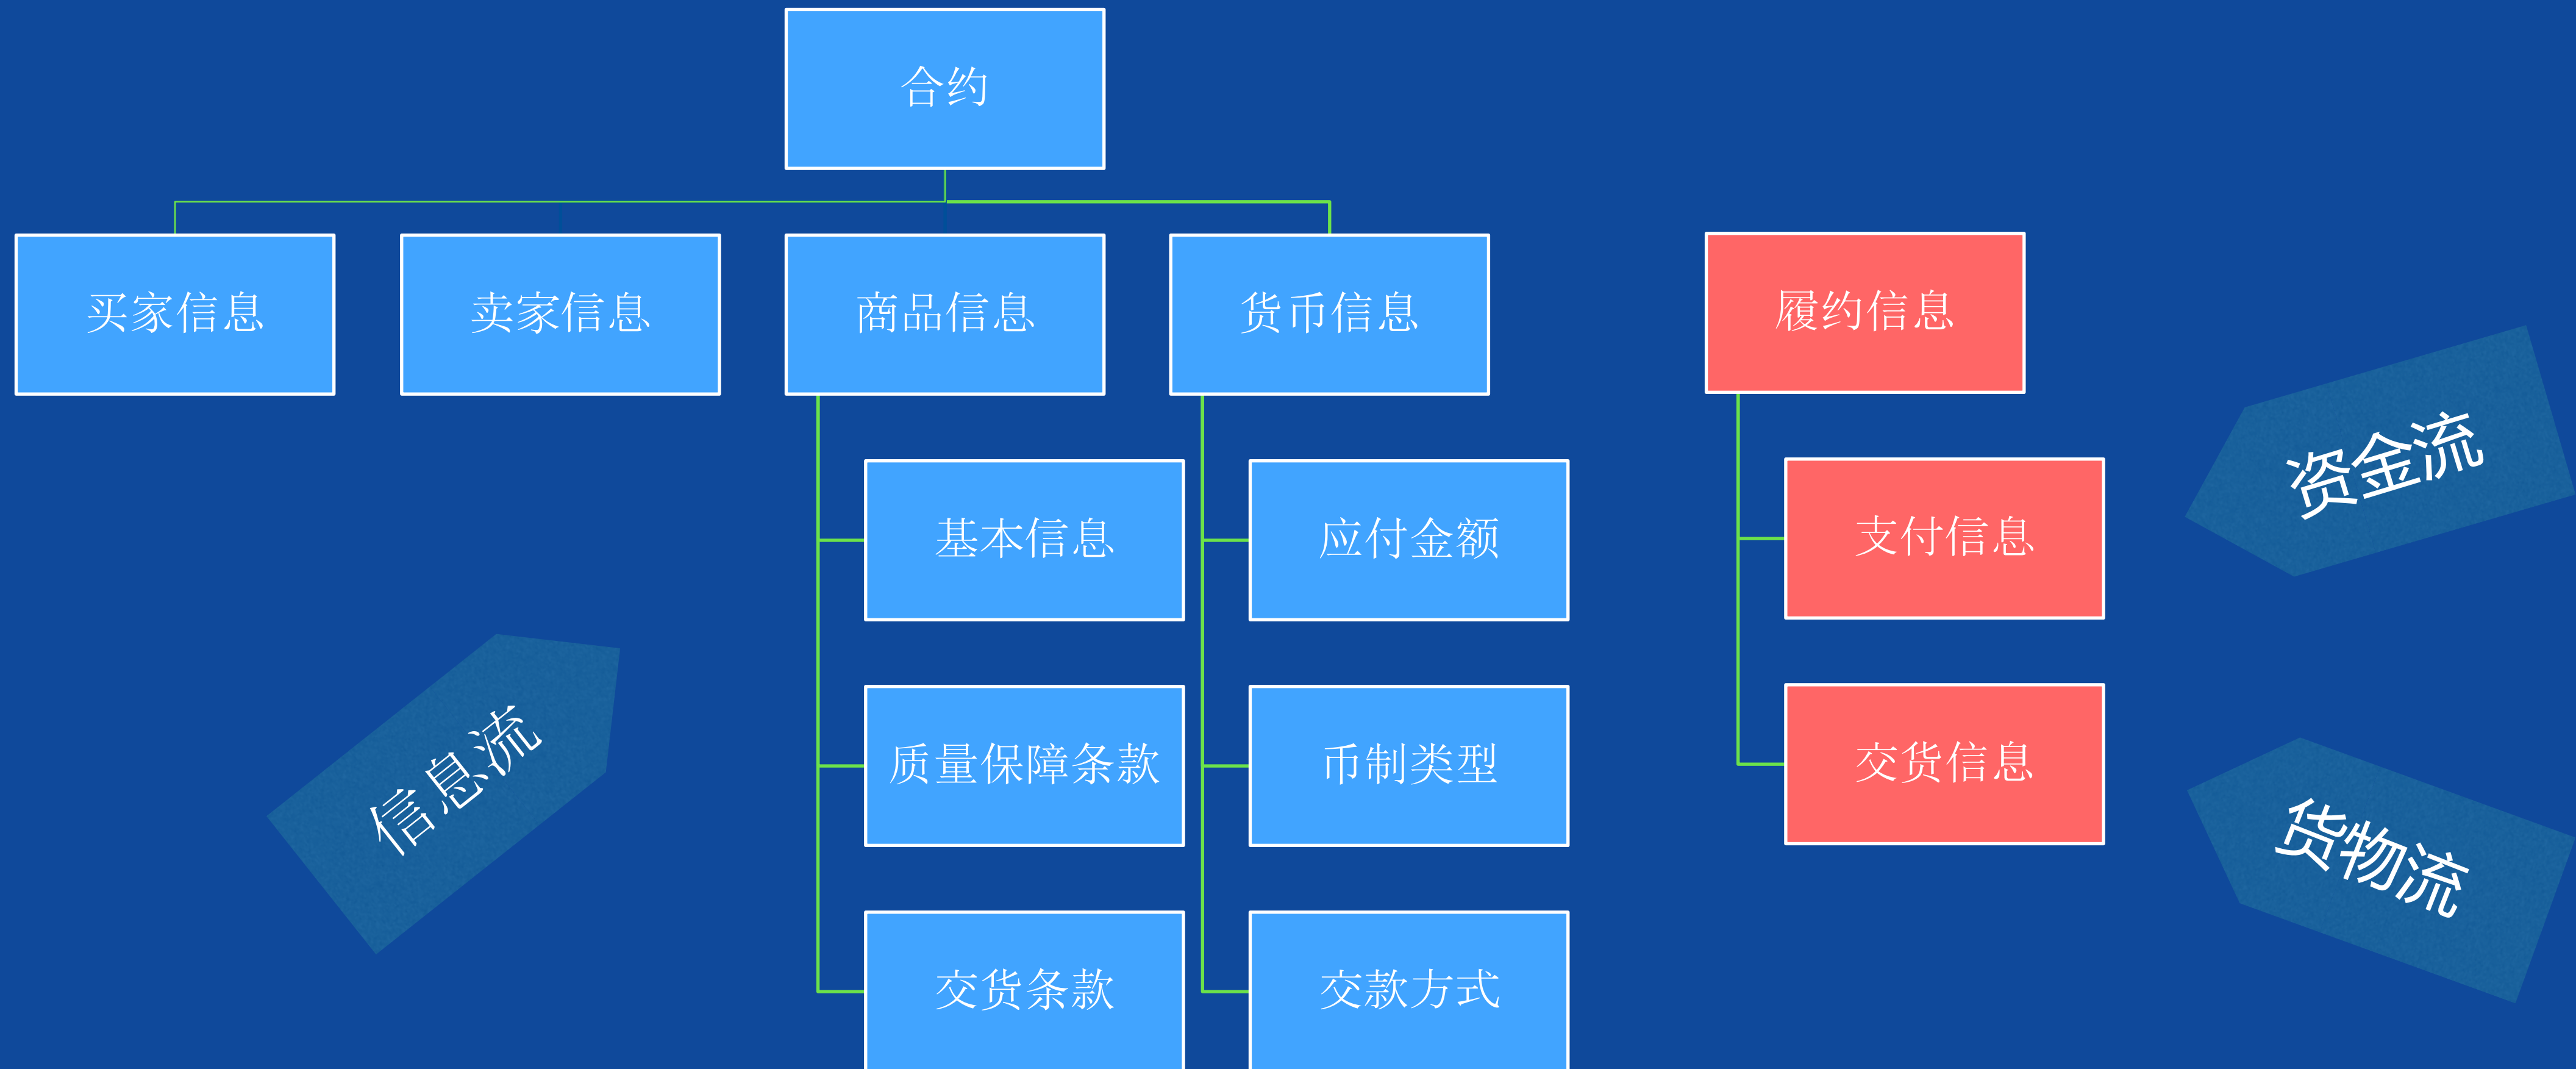 合约
买家信息
卖家信息
商品信息
货币信息
履约信息
基本信息
应付金额
支付信息
资金流
质量保障条款
币制类型
交货信息
信息流
货物流
交货条款
交款方式